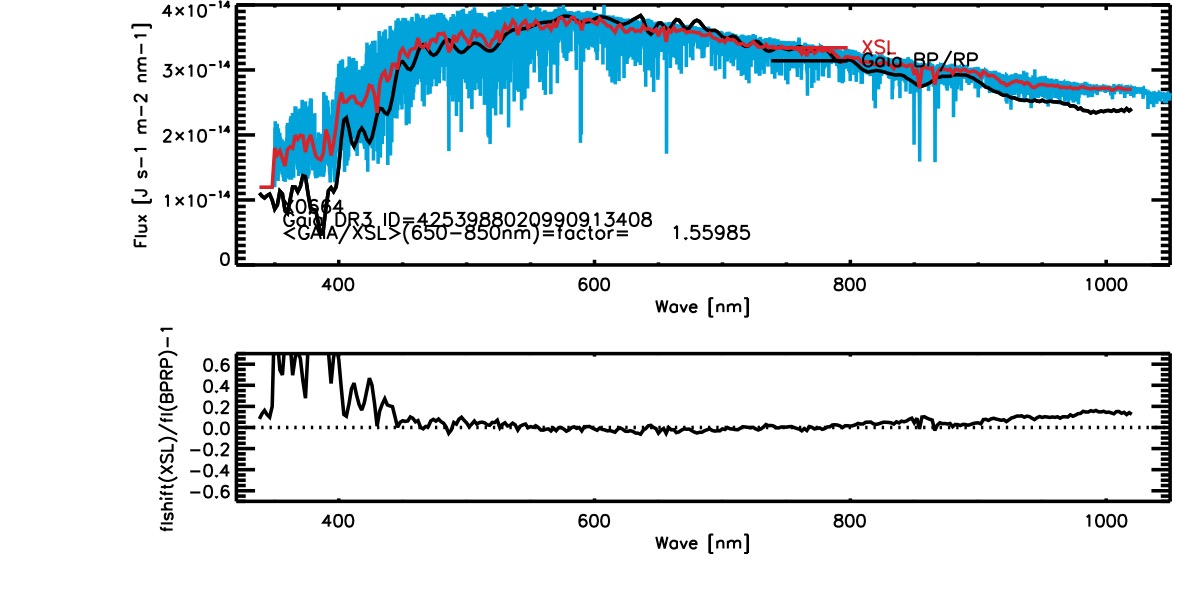 4×10−14
3×10−14
2×10−14
1×10−14
0
Flux [J s−1 m−2 nm−1]
XSL
Gaia BP/RP
X0564
Gaia DR3 ID=4253988020990913408
<GAIA/XSL>(650−850nm)=factor= 1.55985
400 600 800 1000
Wave [nm]
flshift(XSL)/fl(BPRP)−1
0.6
0.4
0.2
0.0
−0.2
−0.4
−0.6
400 600 800 1000
Wave [nm]